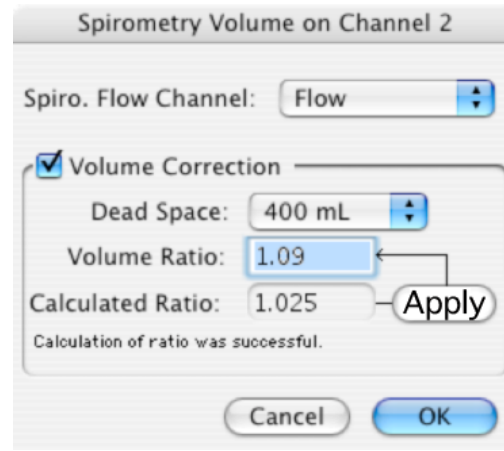 Spirometry Volume on Channel 2
Spiro. Flow Channel: Flow
Volume Correction
Dead Space: 400 mL
Volume Ratio: 1.09
Calculated Ratio: 1.025 Apply
Calculation of ratio was successful.
Cancel OK